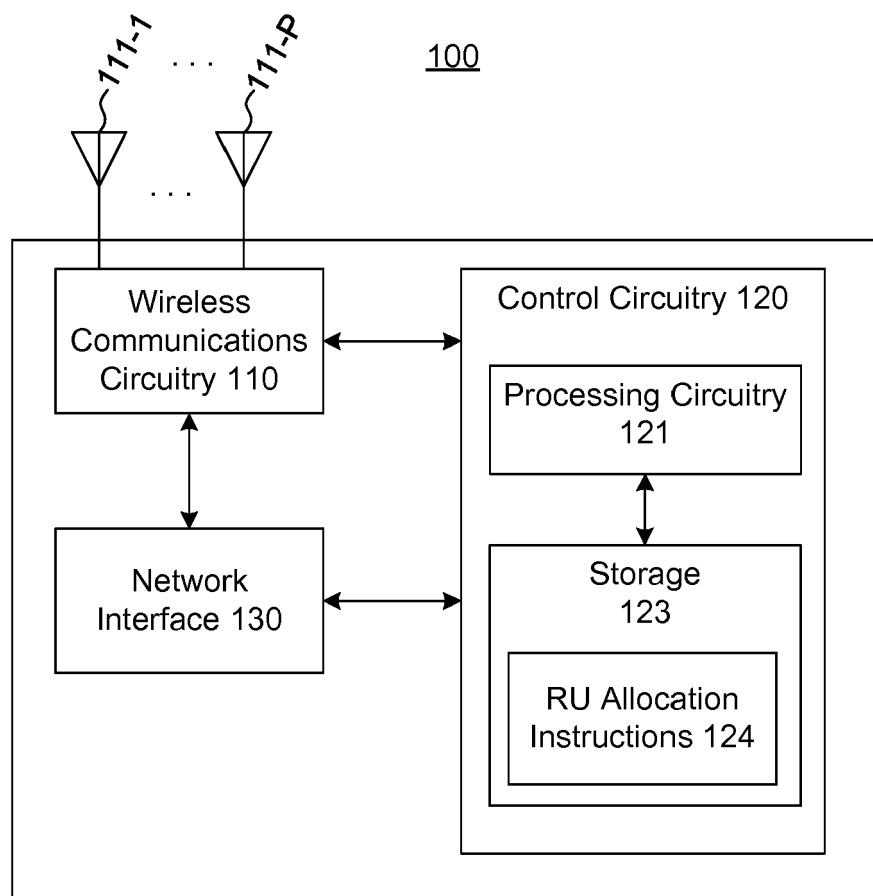 111-1
. . .
111-P
100
. . .
Wireless
Communications
Circuitry 110
Control Circuitry 120
Processing Circuitry
121
Network
Interface 130
Storage
123
RU Allocation
Instructions 124